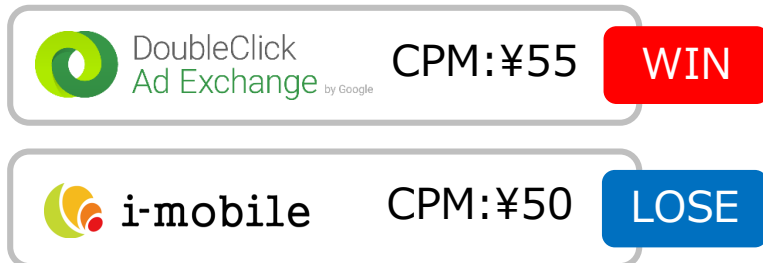 DoubleClick
Ad Exchange by Google
CPM:¥55
WIN
i-mobile
CPM:¥50
LOSE